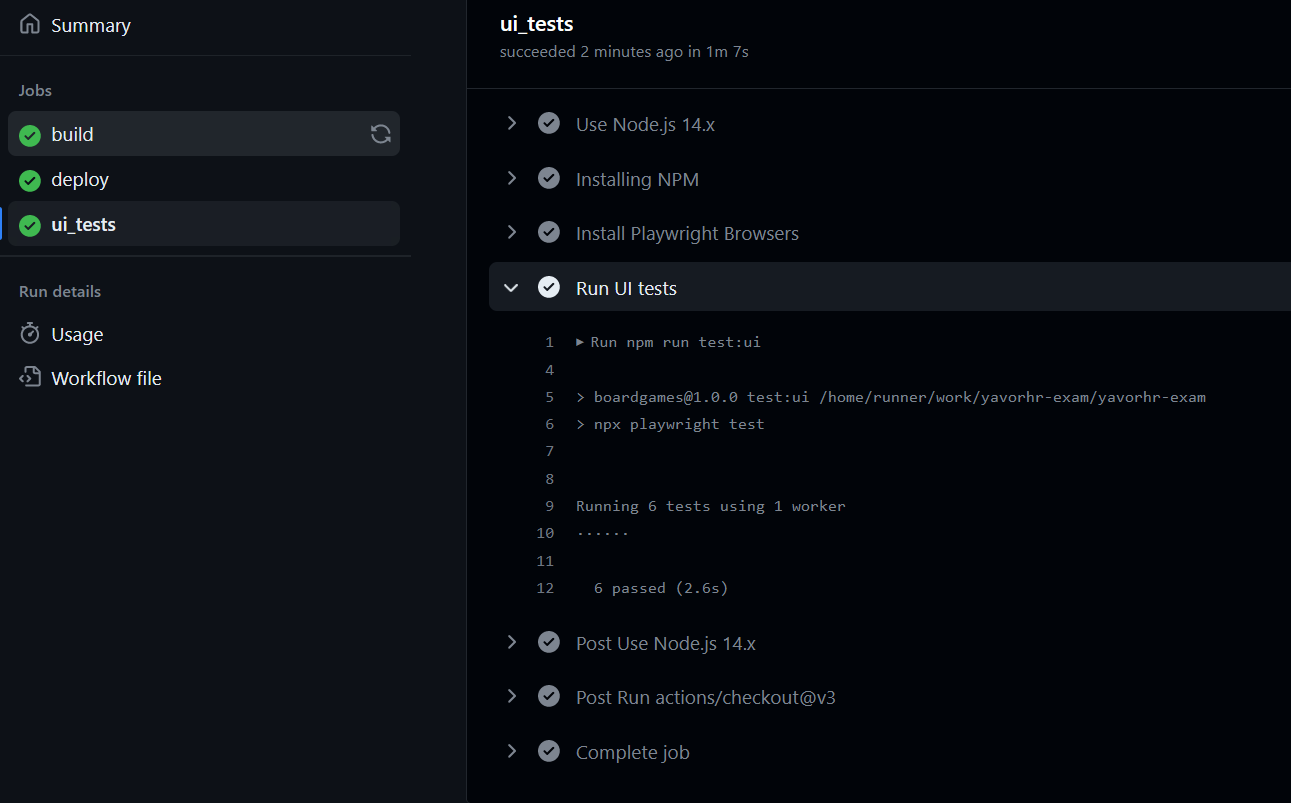 Summary
Jobs
build
deploy
ui_tests
Run details
Usage
Workflow file
ui_tests
succeeded 2 minutes ago in 1m 7s
Use Node.js 14.x
Installing NPM
Install Playwright Browsers
Run UI tests
1 ▶ Run npm run test:ui
4
5 > boardgames@1.0.0 test:ui /home/runner/work/yavorhr-exam/yavorhr-exam
6 > npx playwright test
7
8
9 Running 6 tests using 1 worker
10 ······
11
12 6 passed (2.6s)
Post Use Node.js 14.x
Post Run actions/checkout@v3
Complete job